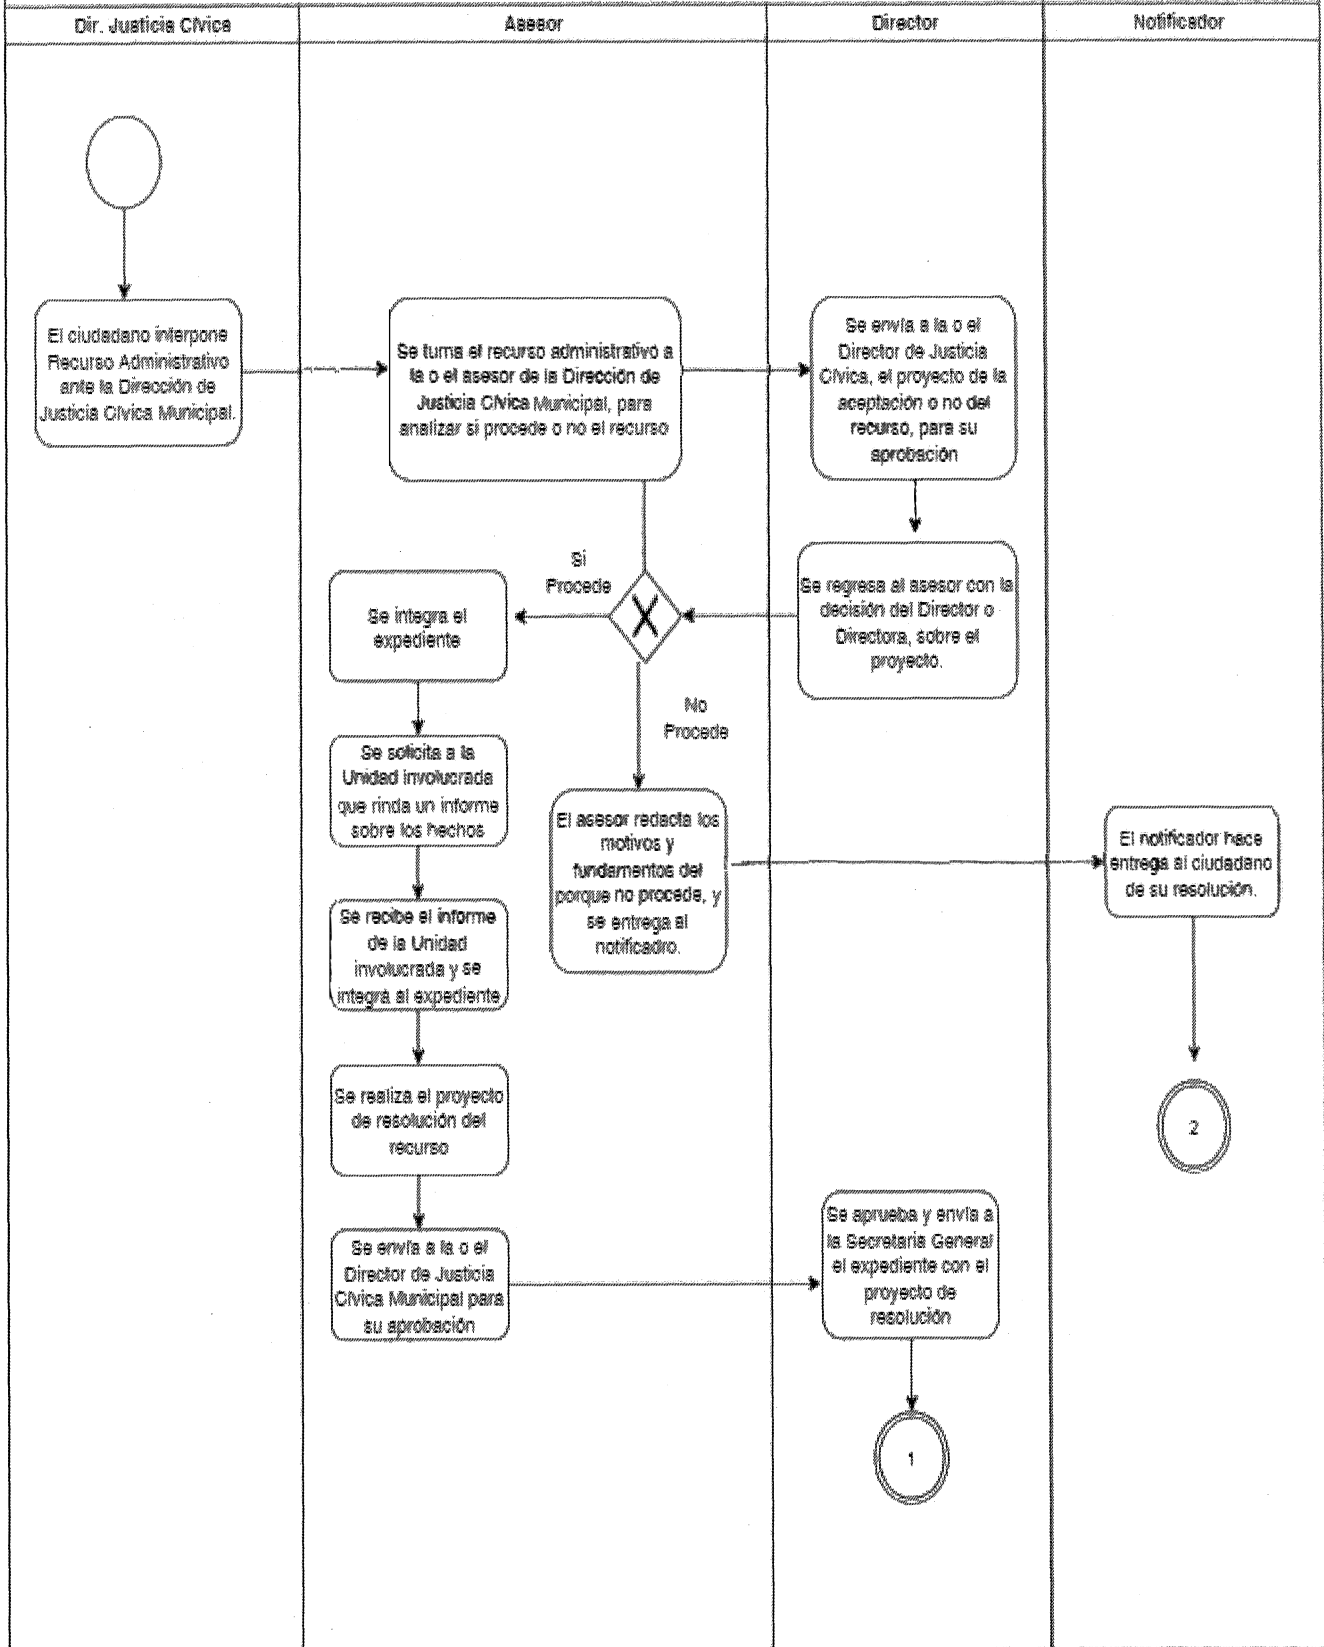 Dir. Justicia Cívica
Asesor
Director
Notificador
El ciudadano interpone
Recurso Administrativo
ante la Dirección de
Justicia Cívica Municipal.
Se turna el recurso administrativo a
la o el asesor de la Dirección de
Justicia Cívica Municipal, para
analizar si procede o no el recurso
Se envía a la o el
Director de Justicia
Cívica, el proyecto de la
aceptación o no del
recurso, para su
aprobación
Se regresa al asesor con la
decisión del Director o
Directora, sobre el
proyecto.
Si
Procede
X
Se integra el
expediente
No
Procede
Se solicita a la
Unidad involucrada
que rinda un informe
sobre los hechos
El asesor redacta los
motivos y
fundamentos del
porque no procede, y
se entrega al
notificadro.
El notificador hace
entrega al ciudadano
de su resolución.
Se recibe el informe
de la Unidad
involucrada y se
integra al expediente
Se realiza el proyecto
de resolución del
recurso
2
Se envía a la o el
Director de Justicia
Cívica Municipal para
su aprobación
Se aprueba y envía a
la Secretaria General
el expediente con el
proyecto de
resolución
1